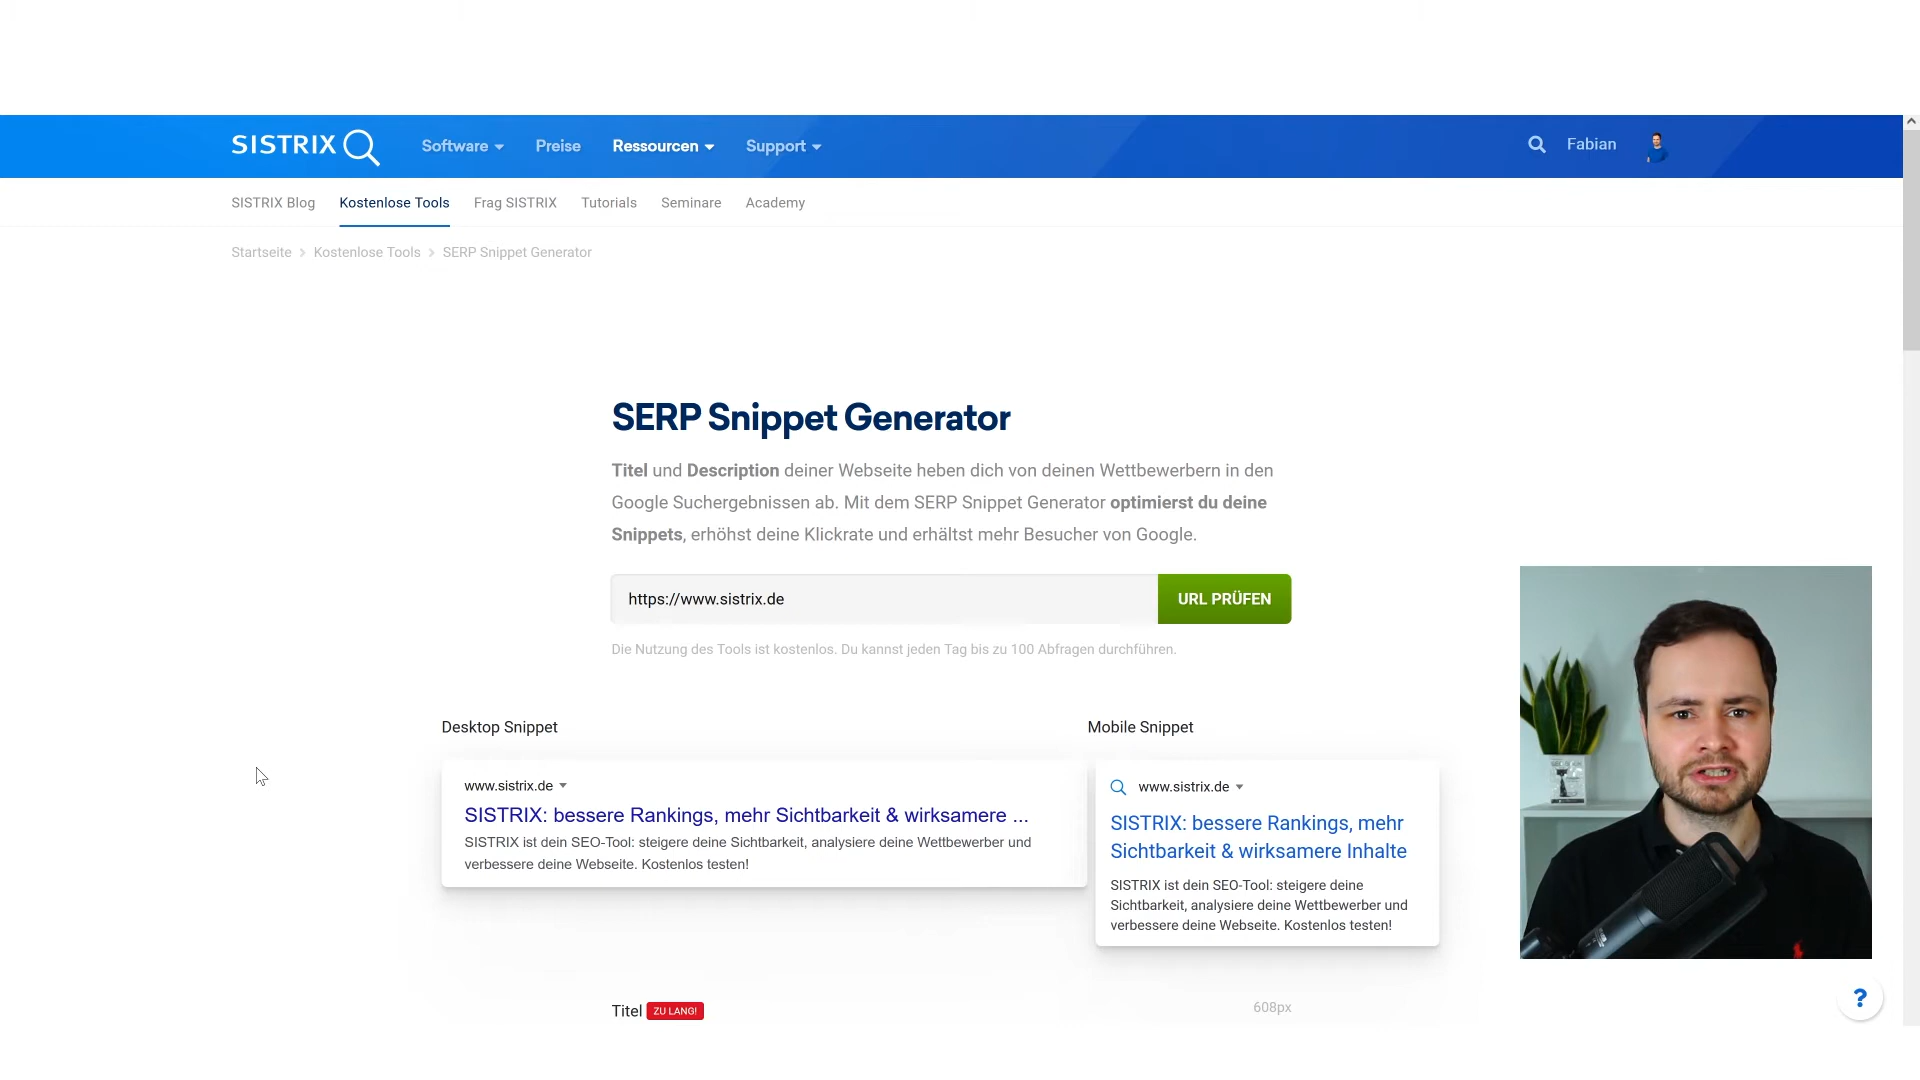 SISTRIX
Software
Preise
Ressourcen
Support
Fabian
SISTRIX Blog
Kostenlose Tools
Frag SISTRIX
Tutorials
Seminare
Academy
Startseite > Kostenlose Tools > SERP Snippet Generator
SERP Snippet Generator
Titel und Description deiner Webseite heben dich von deinen Wettbewerbern in den
Google Suchergebnissen ab. Mit dem SERP Snippet Generator optimierst du deine
Snippets, erhöhst deine Klickrate und erhältst mehr Besucher von Google.
https://www.sistrix.de
URL PRÜFEN
Die Nutzung des Tools ist kostenlos. Du kannst jeden Tag bis zu 100 Abfragen durchführen.
Desktop Snippet
www.sistrix.de
SISTRIX: bessere Rankings, mehr Sichtbarkeit & wirksamere ...
SISTRIX ist dein SEO-Tool: steigere deine Sichtbarkeit, analysiere deine Wettbewerber und
verbessere deine Webseite. Kostenlos testen!
Mobile Snippet
www.sistrix.de
SISTRIX: bessere Rankings, mehr
Sichtbarkeit & wirksamere Inhalte
SISTRIX ist dein SEO-Tool: steigere deine
Sichtbarkeit, analysiere deine Wettbewerber und
verbessere deine Webseite. Kostenlos testen!
Titel ZU LANG!
608px
?